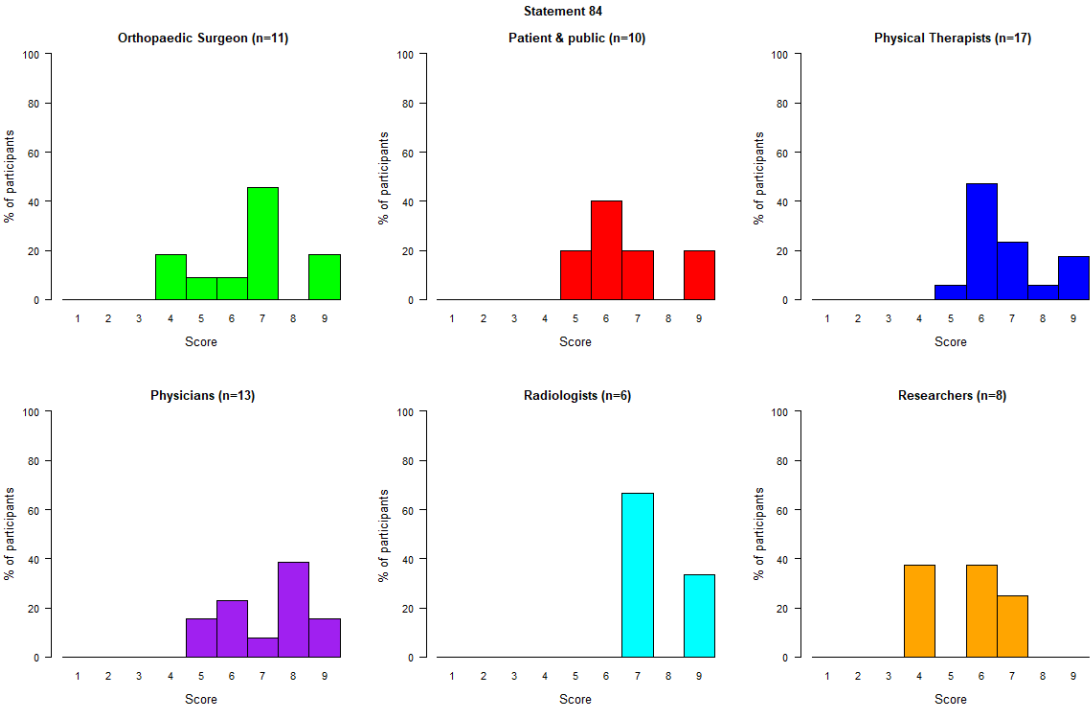 Statement 84
Orthopaedic Surgeon (n=11)
% of participants
100
80
60
40
20
0
1 2 3 4 5 6 7 8 9
Score
Patient & public (n=10)
% of participants
100
80
60
40
20
0
1 2 3 4 5 6 7 8 9
Score
Physical Therapists (n=17)
% of participants
100
80
60
40
20
0
1 2 3 4 5 6 7 8 9
Score
Physicians (n=13)
% of participants
100
80
60
40
20
0
1 2 3 4 5 6 7 8 9
Score
Radiologists (n=6)
% of participants
100
80
60
40
20
0
1 2 3 4 5 6 7 8 9
Score
Researchers (n=8)
% of participants
100
80
60
40
20
0
1 2 3 4 5 6 7 8 9
Score